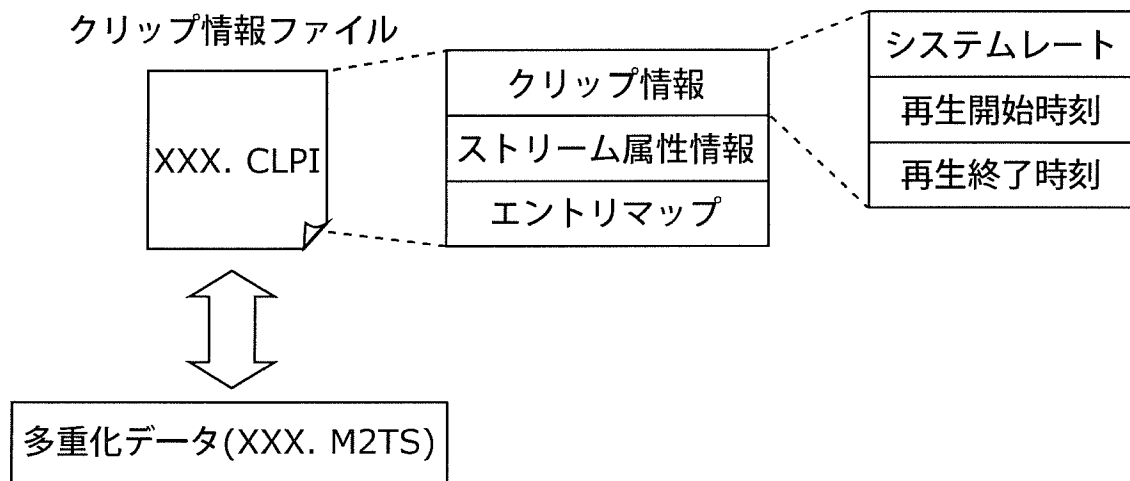 クリップ情報ファイル
XXX. CLPI
クリップ情報
ストリーム属性情報
エントリマップ
システムレート
再生開始時刻
再生終了時刻
多重化データ(XXX. M2TS)